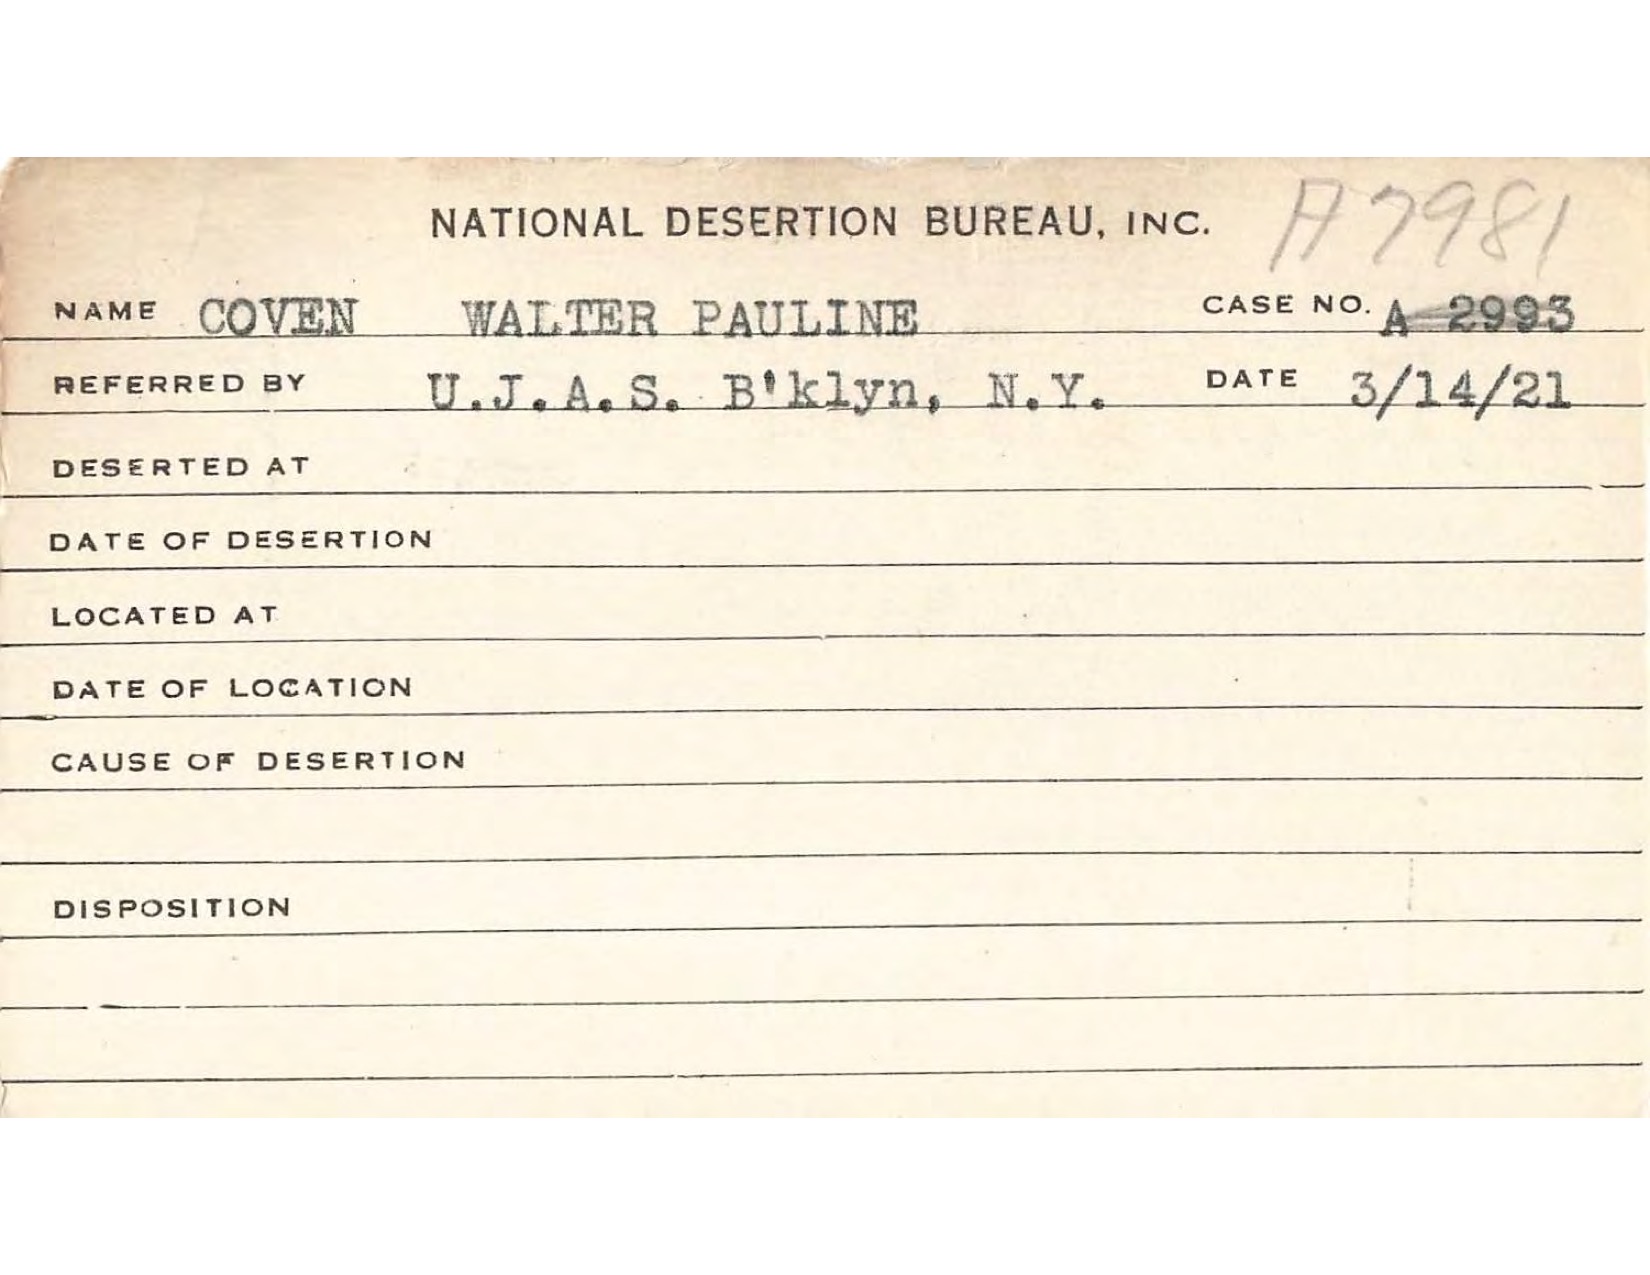 NATIONAL DESERTION BUREAU, INC. A7981
NAME COVEN WALTER PAULINE CASE NO. A 2993
REFERRED BY U.J.A.S. B'klyn, N.Y. DATE 3/14/21
DESERTED AT
DATE OF DESERTION
LOCATED AT
DATE OF LOCATION
CAUSE OF DESERTION
DISPOSITION